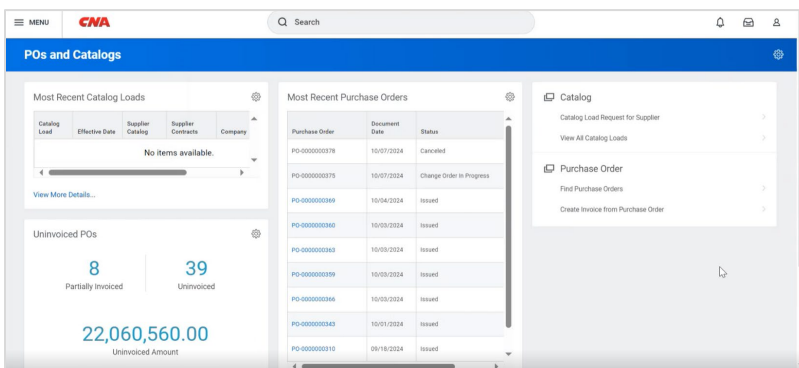 MENU
CNA
Search
POs and Catalogs
Most Recent Catalog Loads
Catalog Load Effective Date Supplier Catalog Supplier Contracts Company
No items available.
View More Details...
Uninvoiced POs
8
Partially Invoiced
39
Uninvoiced
22,060,560.00
Uninvoiced Amount
Most Recent Purchase Orders
Purchase Order Document Date Status
PO-0000000378 10/07/2024 Canceled
PO-0000000375 10/07/2024 Change Order In Progress
PO-0000000369 10/04/2024 Issued
PO-0000000360 10/03/2024 Issued
PO-0000000363 10/03/2024 Issued
PO-0000000359 10/03/2024 Issued
PO-0000000366 10/03/2024 Issued
PO-0000000343 10/01/2024 Issued
PO-0000000310 09/18/2024 Issued
Catalog
Catalog Load Request for Supplier
View All Catalog Loads
Purchase Order
Find Purchase Orders
Create Invoice from Purchase Order